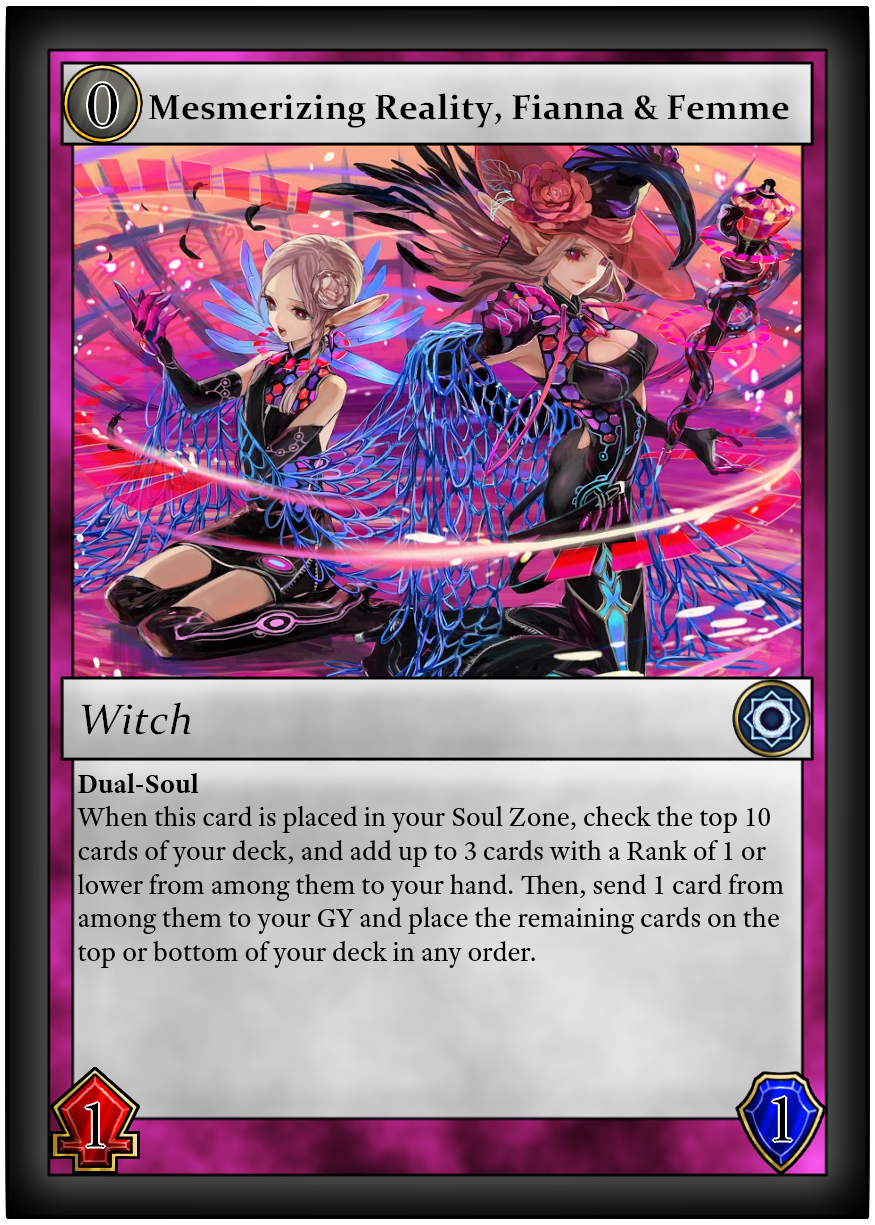 0 Mesmerizing Reality, Fianna & Femme
Witch
Dual-Soul
When this card is placed in your Soul Zone, check the top 10
cards of your deck, and add up to 3 cards with a Rank of 1 or
lower from among them to your hand. Then, send 1 card from
among them to your GY and place the remaining cards on the
top or bottom of your deck in any order.
1 1